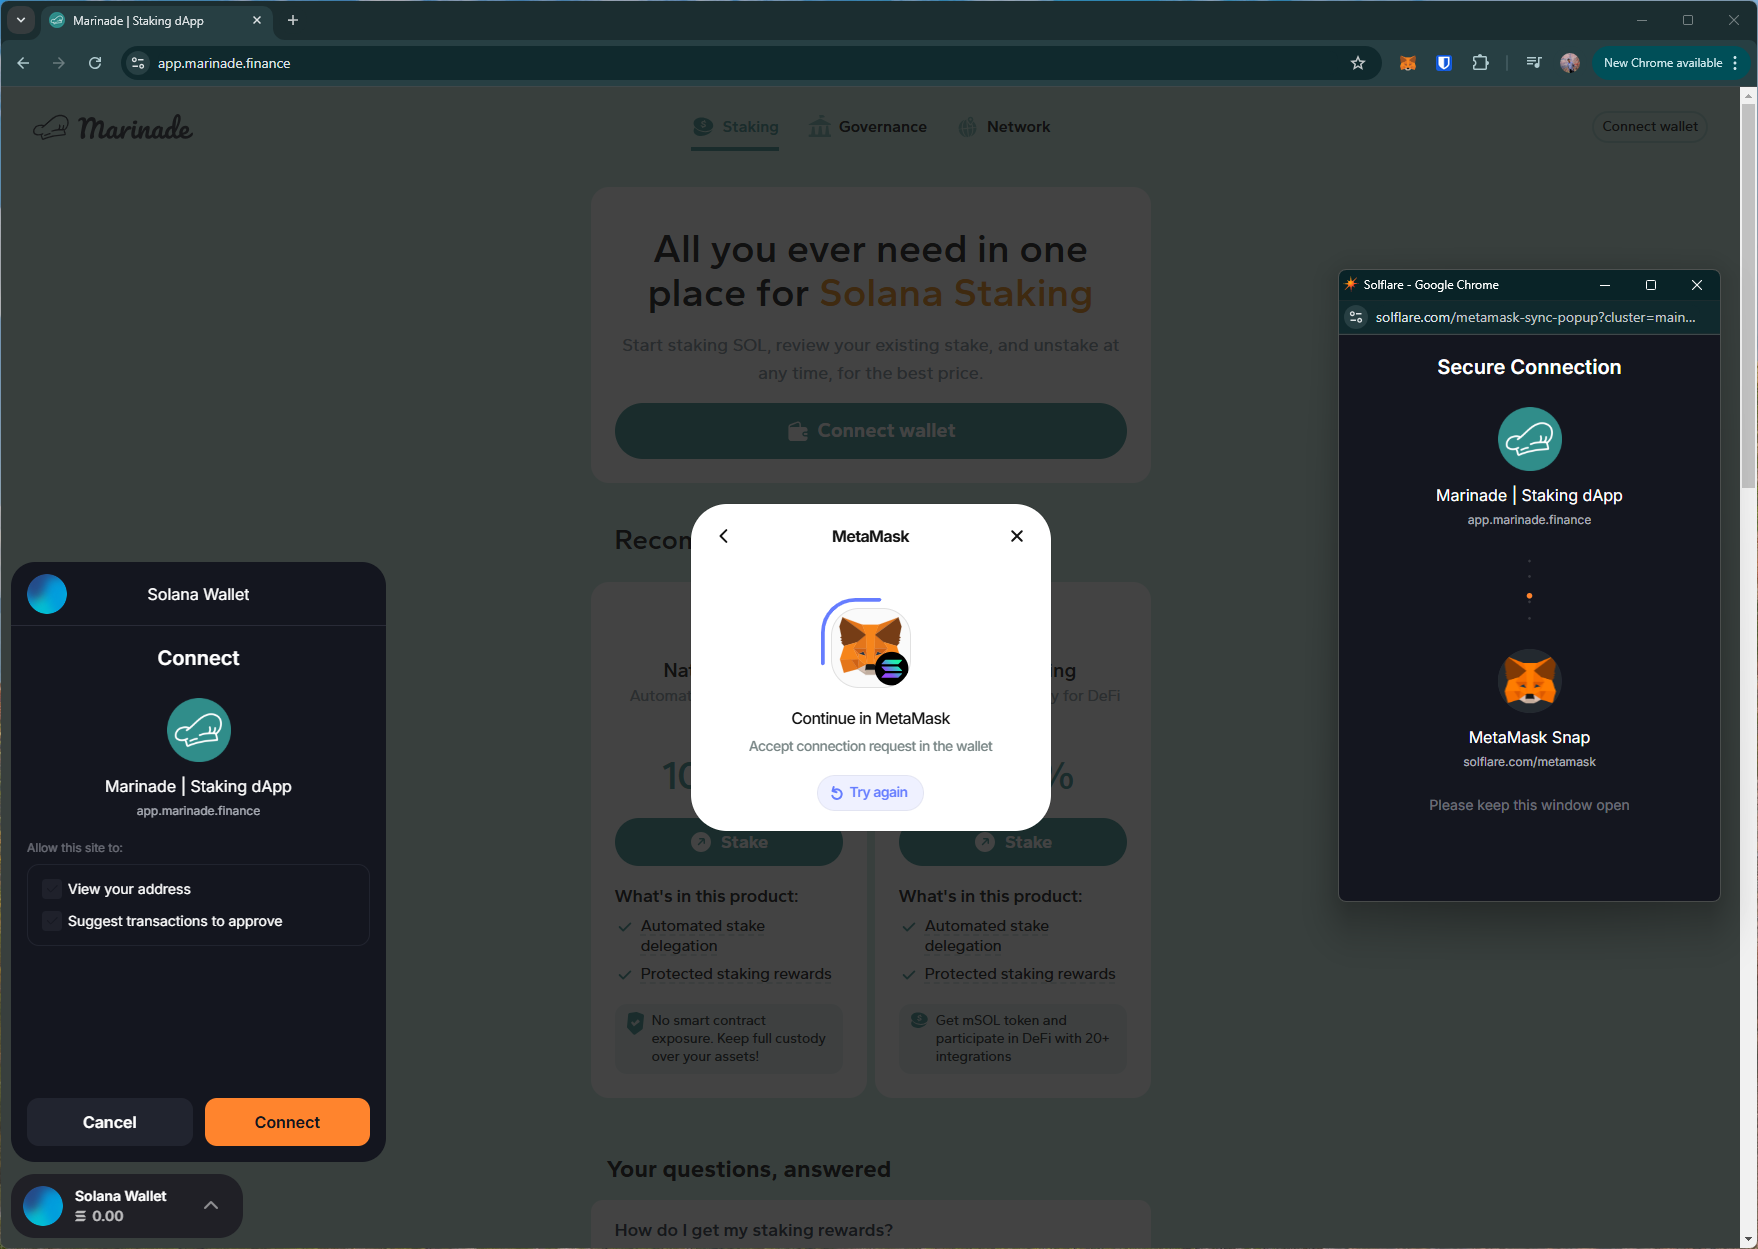 Marinade | Staking dApp
app.marinade.finance
New Chrome available
Marinade
Staking
Governance
Network
Connect wallet
All you ever need in one
place for Solana Staking
Start staking SOL, review your existing stake, and unstake at
any time, for the best price.
Connect wallet
Solflare - Google Chrome
solflare.com/metamask-sync-popup?cluster=main...
Secure Connection
Marinade | Staking dApp
app.marinade.finance
MetaMask Snap
solflare.com/metamask
Please keep this window open
MetaMask
Continue in MetaMask
Accept connection request in the wallet
Try again
Stake
What's in this product:
Automated stake
delegation
Protected staking rewards
No smart contract
exposure. Keep full custody
over your assets!
y for DeFi
%
Stake
What's in this product:
Automated stake
delegation
Protected staking rewards
Get mSOL token and
participate in DeFi with 20+
integrations
Your questions, answered
How do I get my staking rewards?
Solana Wallet
Connect
Marinade | Staking dApp
app.marinade.finance
Allow this site to:
View your address
Suggest transactions to approve
Cancel
Connect
Solana Wallet
0.00